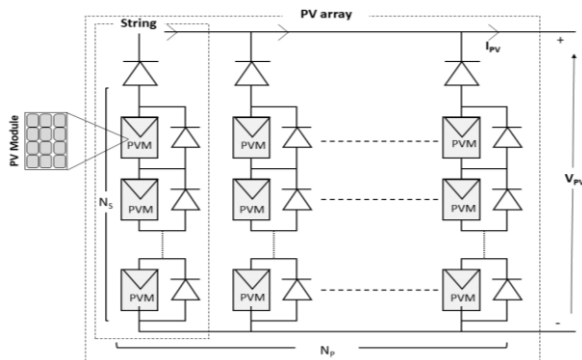 PV array
String
I_PV
+
PV Module
PVM
PVM
PVM
N_S
PVM
PVM
PVM
V_PV
PVM
PVM
PVM
-
N_P